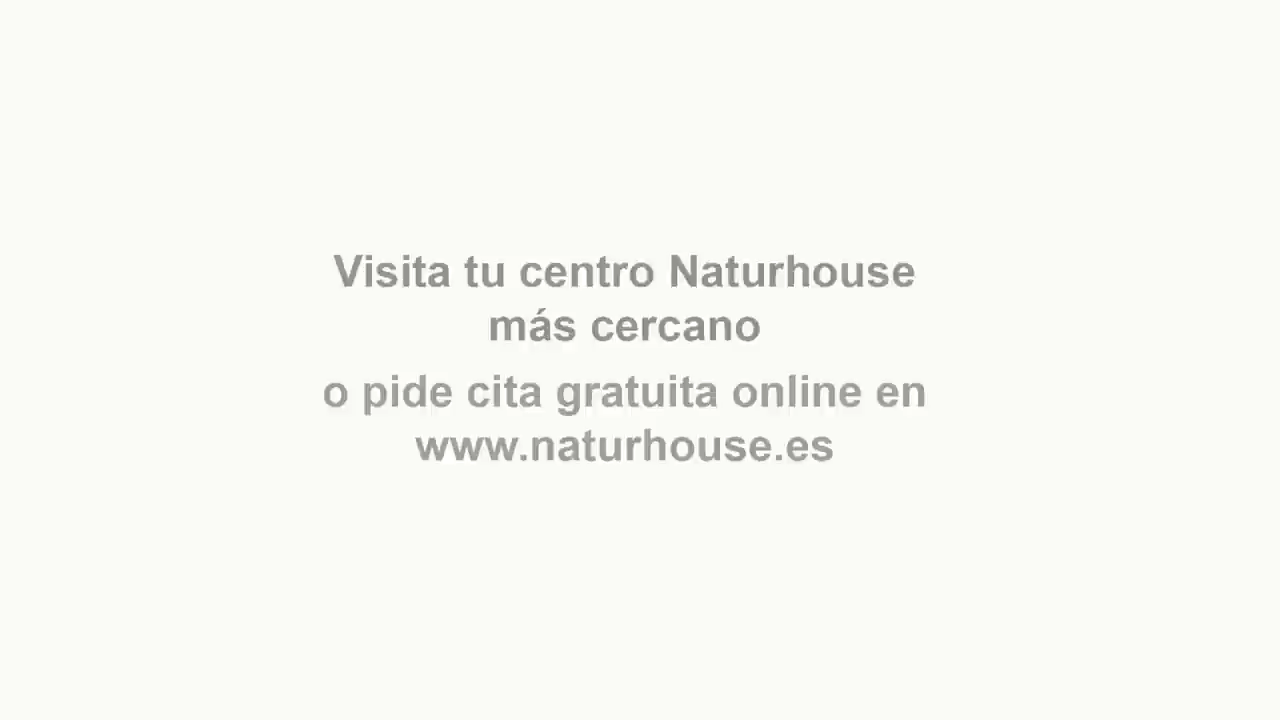 Visita tu centro Naturhouse
más cercano
o pide cita gratuita online en
www.naturhouse.es